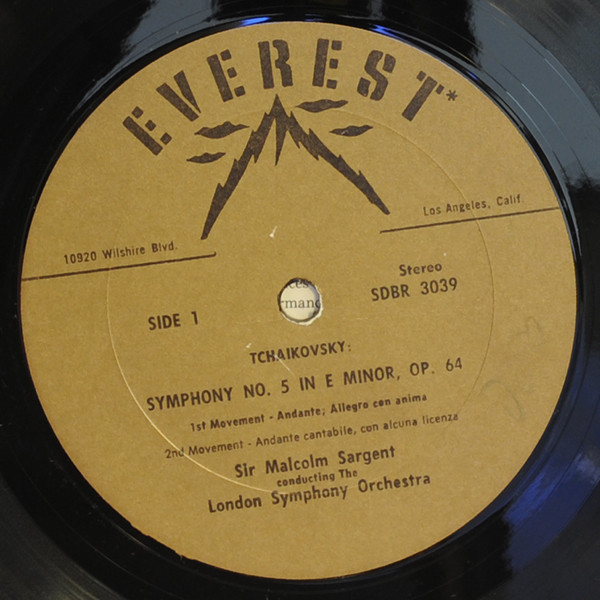 EVEREST*
10920 Wilshire Blvd.
Los Angeles, Calif.
Stereo
SIDE 1
SDBR 3039
TCHAIKOVSKY:
SYMPHONY NO. 5 IN E MINOR, OP. 64
1st Movement - Andante; Allegro con anima
2nd Movement - Andante cantabile, con alcuna licenza
Sir Malcolm Sargent
conducting The
London Symphony Orchestra